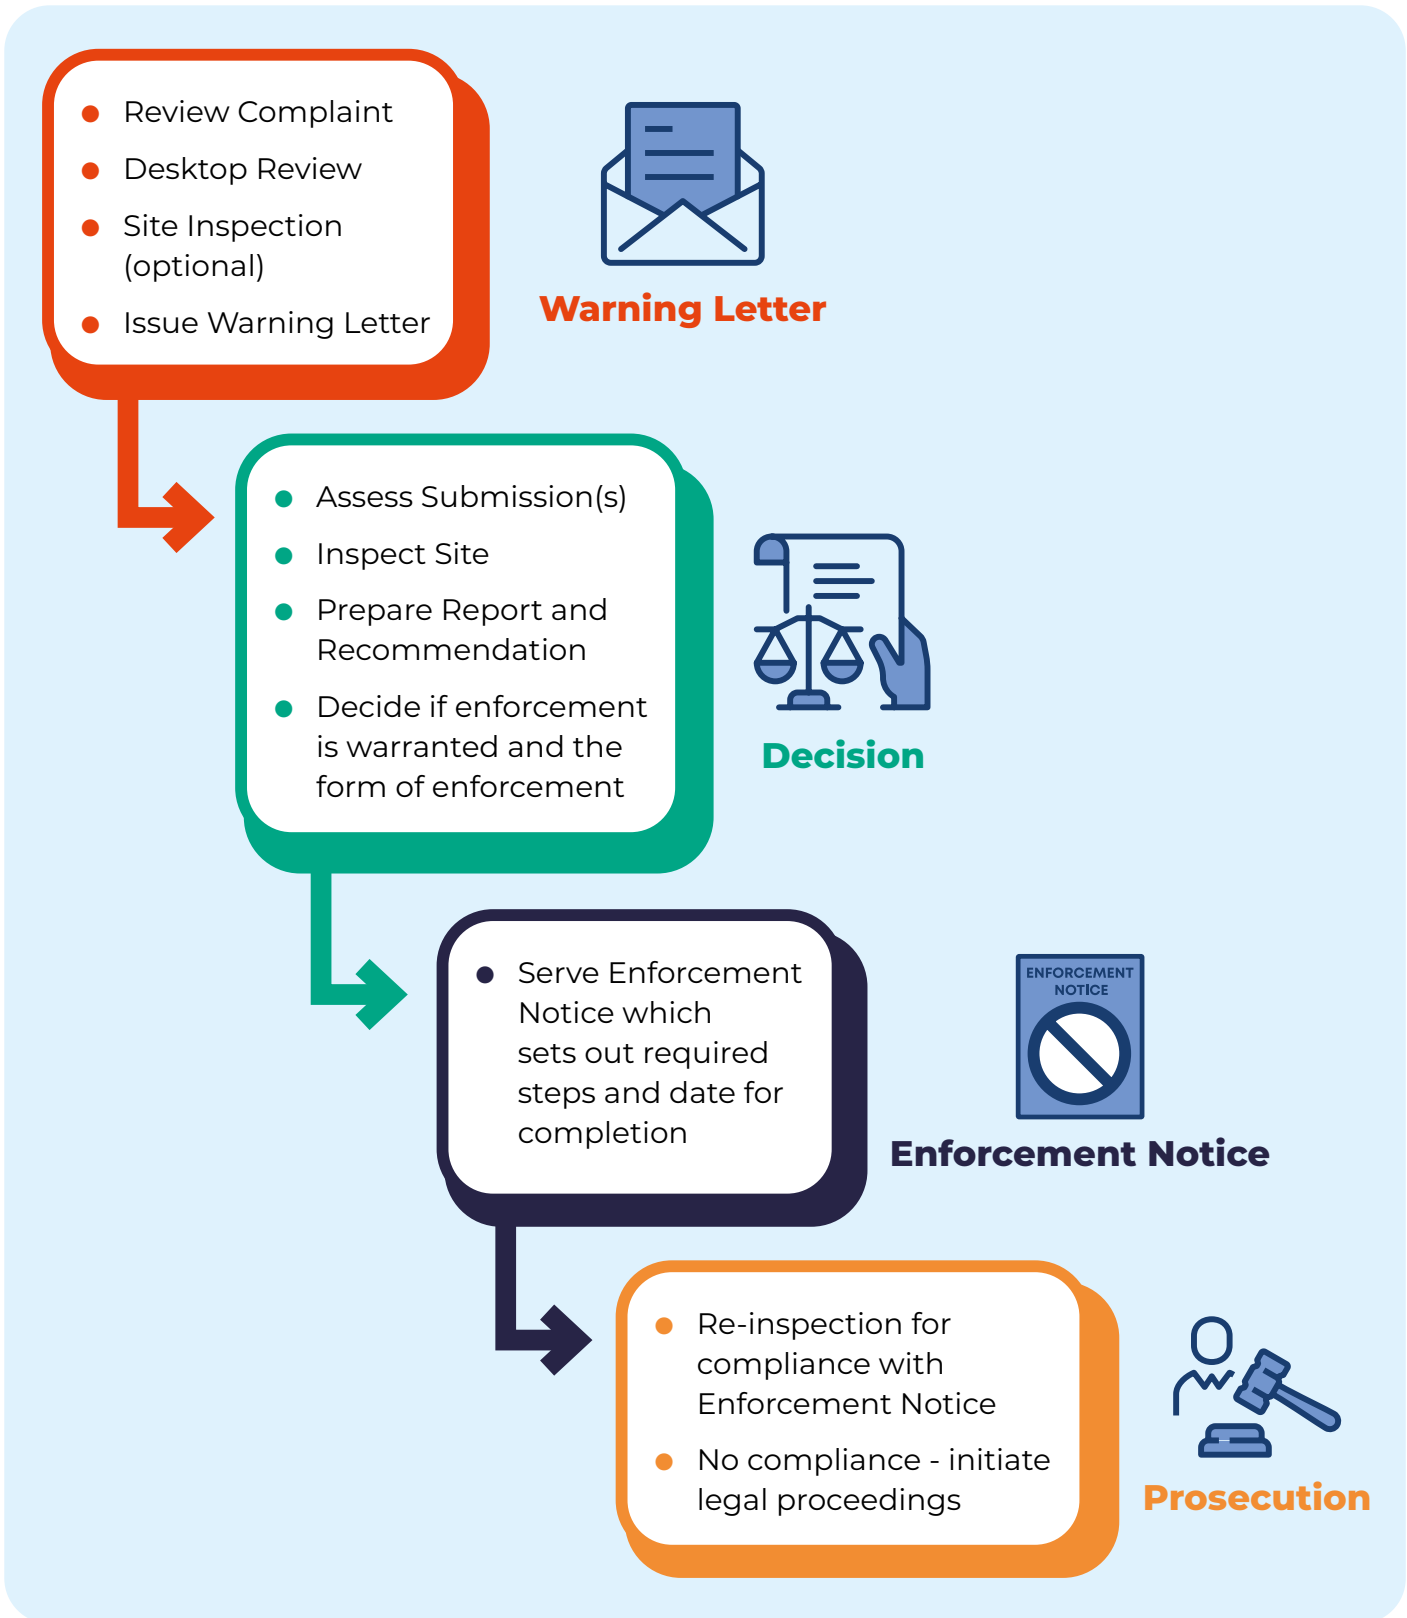 Review Complaint
Desktop Review
Site Inspection
(optional)
Issue Warning Letter
Warning Letter
Assess Submission(s)
Inspect Site
Prepare Report and
Recommendation
Decide if enforcement
is warranted and the
form of enforcement
Decision
Serve Enforcement
Notice which
sets out required
steps and date for
completion
ENFORCEMENT
NOTICE
Enforcement Notice
Re-inspection for
compliance with
Enforcement Notice
No compliance - initiate
legal proceedings
Prosecution